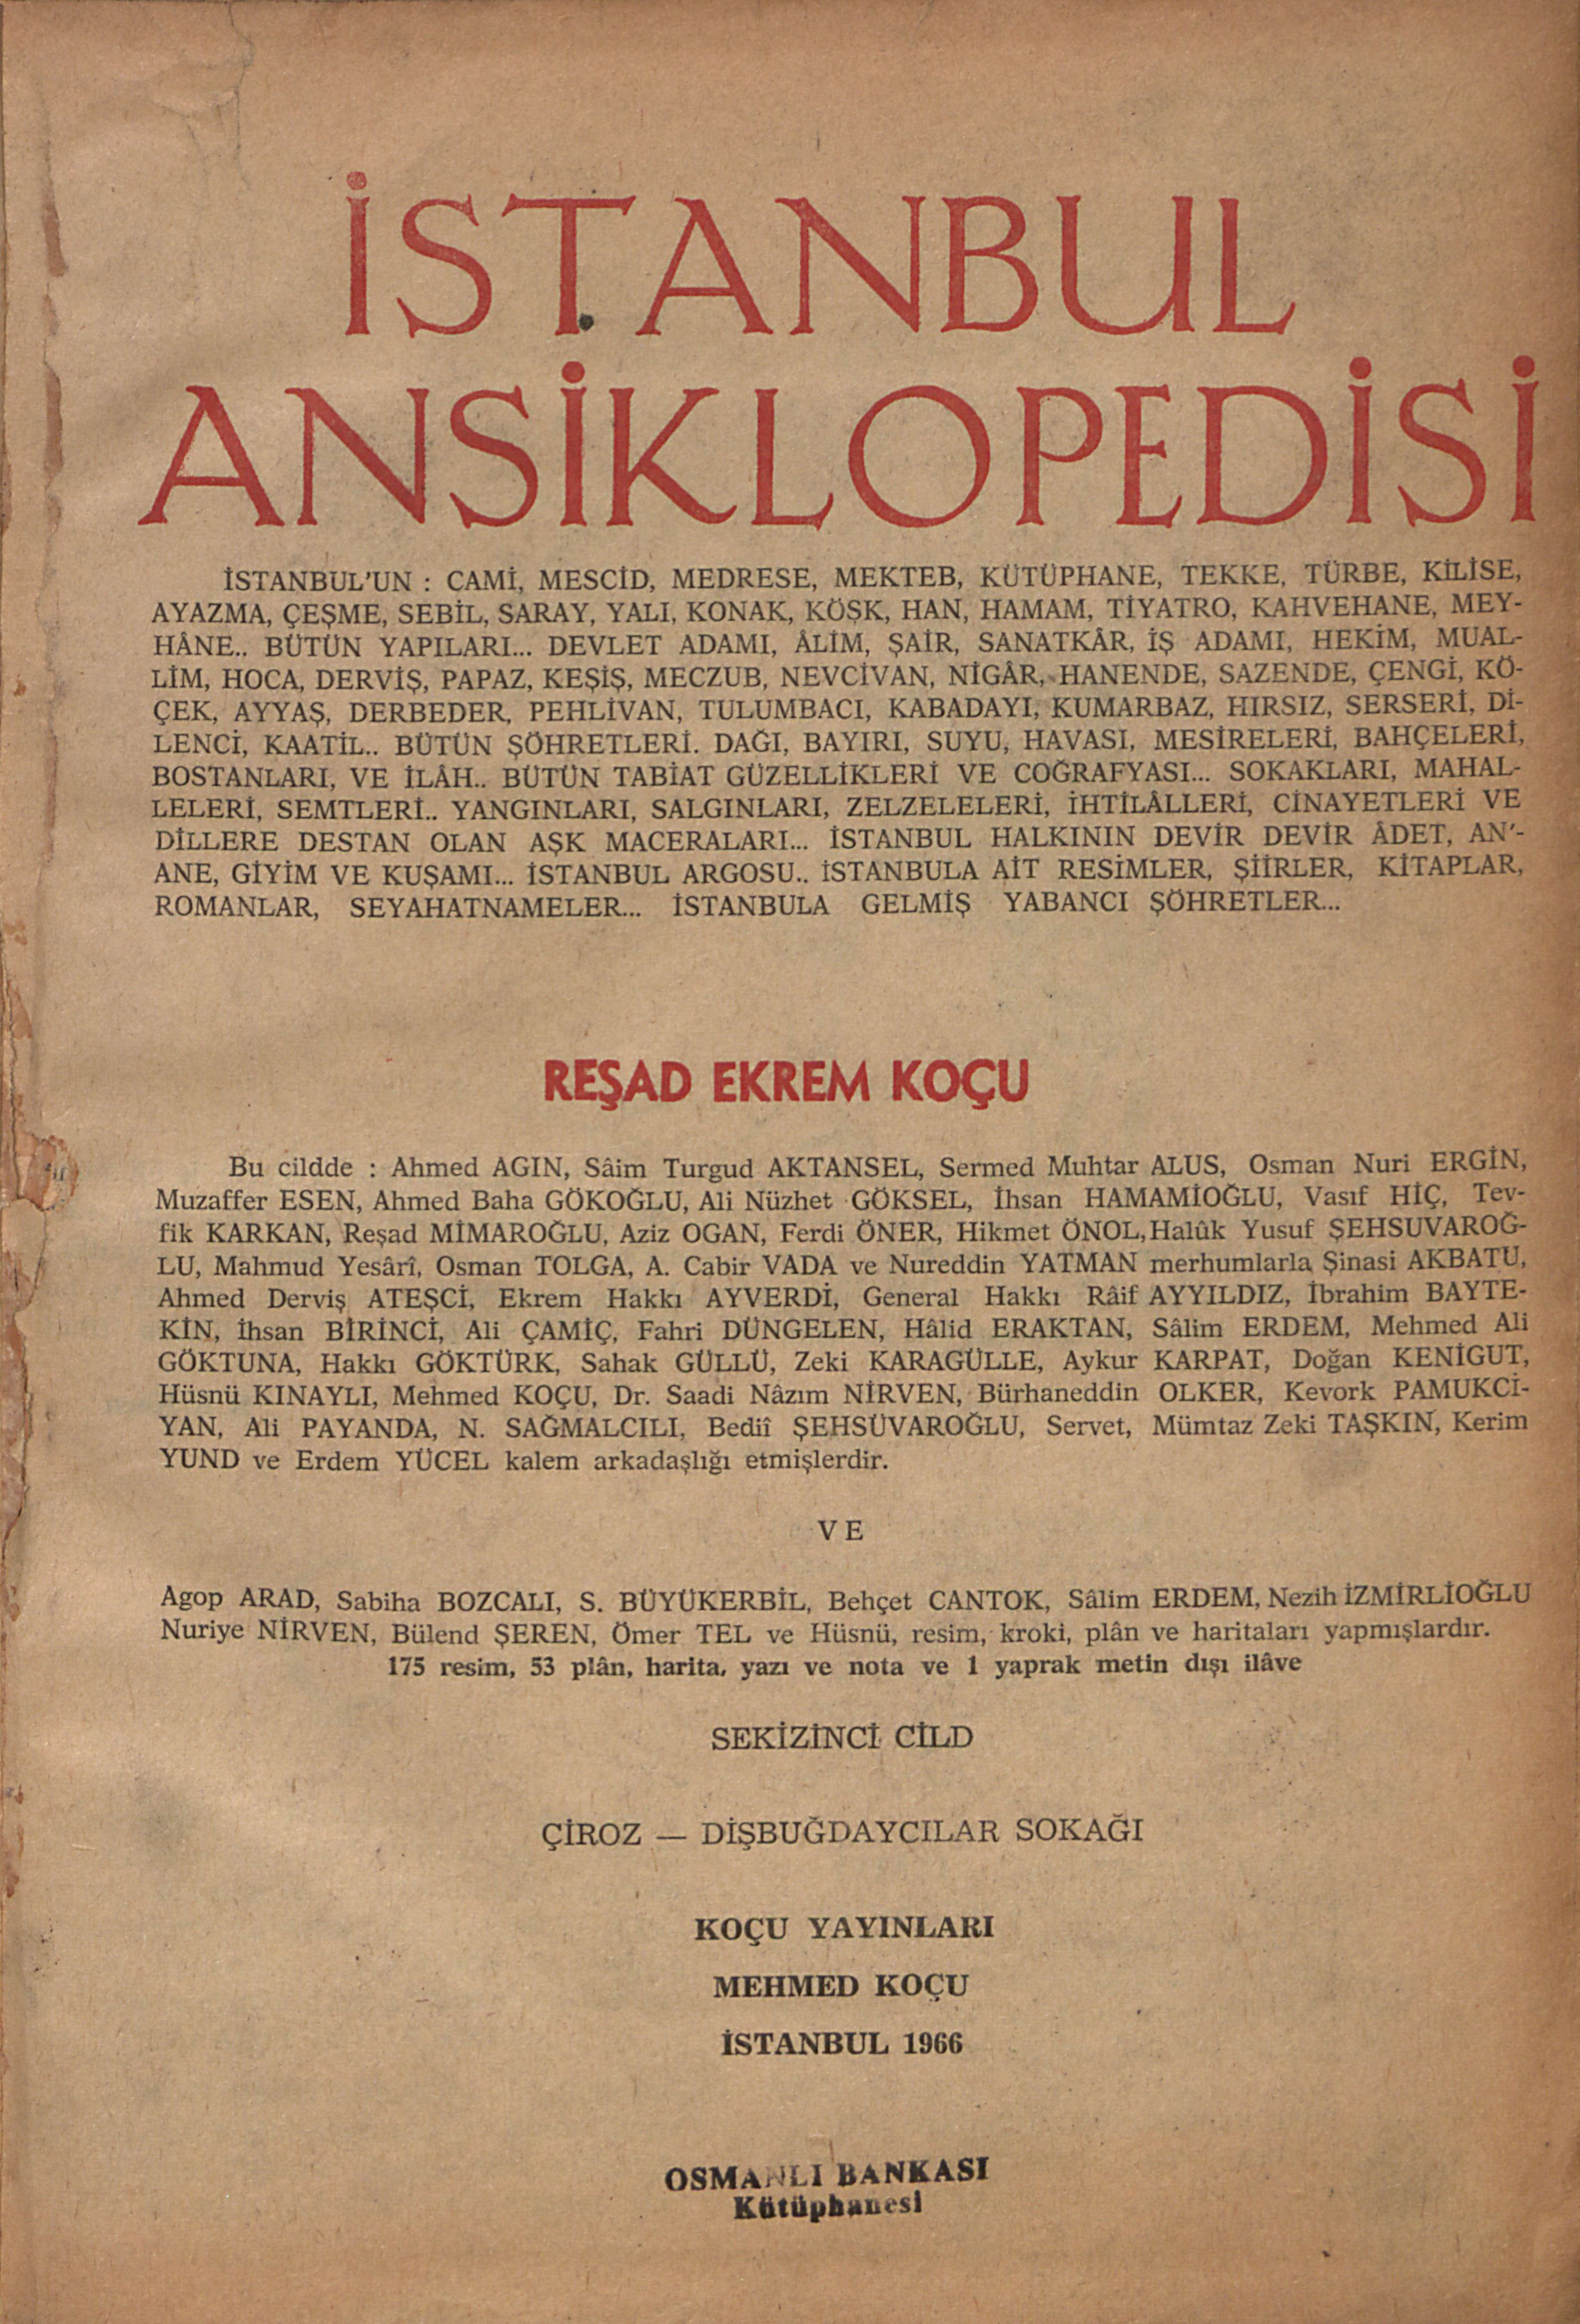 İSTANBUL
ANSİKLOPEDİSİ
İSTANBUL'UN : CAMİ, MESCİD, MEDRESE, MEKTEB, KÜTÜPHANE, TEKKE, TÜRBE, KİLİSE,
AYAZMA, ÇEŞME, SEBİL, SARAY, YALI, KONAK, KÖŞK, HAN, HAMAM, TİYATRO, KAHVEHANE, MEY-
HÂNE.. BÜTÜN YAPILARI... DEVLET ADAMI, ÂLİM, ŞAİR, SANATKÂR, İŞ ADAMI, HEKİM, MUAL-
LİM, HOCA, DERVİŞ, PAPAZ, KEŞİŞ, MECZUB, NEVCİVAN, NİGÂR, HANENDE, SAZENDE, ÇENGİ, KÖ-
ÇEK, AYYAŞ, DERBEDER, PEHLİVAN, TULUMBACI, KABADAYI, KUMARBAZ, HIRSIZ, SERSERİ, Dİ-
LENCİ, KAATİL.. BÜTÜN ŞÖHRETLERİ. DAĞI, BAYIRI, SUYU, HAVASI, MESİRELERİ, BAHÇELERİ,
BOSTANLARI, VE İLÂH.. BÜTÜN TABİAT GÜZELLİKLERİ VE COĞRAFYASI... SOKAKLARI, MAHAL-
LELERİ, SEMTLERİ.. YANGINLARI, SALGINLARI, ZELZELELERİ, İHTİLÂLLERİ, CİNAYETLERİ VE
DİLLERE DESTAN OLAN AŞK MACERALARI... İSTANBUL HALKININ DEVİR DEVİR ÂDET, AN'-
ANE, GİYİM VE KUŞAMI... İSTANBUL ARGOSU.. İSTANBULA AİT RESİMLER, ŞİİRLER, KİTAPLAR,
ROMANLAR, SEYAHATNAMELER... İSTANBULA GELMİŞ YABANCI ŞÖHRETLER...
REŞAD EKREM KOÇU
Bu cildde : Ahmed AGIN, Sâim Turgud AKTANSEL, Sermed Muhtar ALUS, Osman Nuri ERGİN,
Muzaffer ESEN, Ahmed Baha GÖKOĞLU, Ali Nüzhet GÖKSEL, İhsan HAMAMİOĞLU, Vasıf HİÇ, Tev-
fik KARKAN, Reşad MİMAROĞLU, Aziz OGAN, Ferdi ÖNER, Hikmet ÖNOL, Halûk Yusuf ŞEHSUVAROĞ-
LU, Mahmud Yesârî, Osman TOLGA, A. Cabir VADA ve Nureddin YATMAN merhumlarla Şinasi AKBATU,
Ahmed Derviş ATEŞCİ, Ekrem Hakkı AYVERDİ, General Hakkı Râif AYYILDIZ, İbrahim BAYTE-
KİN, İhsan BİRİNCİ, Ali ÇAMİÇ, Fahri DÜNGELEN, Hâlid ERAKTAN, Sâlim ERDEM, Mehmed Ali
GÖKTUNA, Hakkı GÖKTÜRK, Sahak GÜLLÜ, Zeki KARAGÜLLE, Aykur KARPAT, Doğan KENİGUT,
Hüsnü KINAYLI, Mehmed KOÇU, Dr. Saadi Nâzım NİRVEN, Bürhaneddin OLKER, Kevork PAMUKCİ-
YAN, Ali PAYANDA, N. SAĞMALCILI, Bediî ŞEHSÜVAROĞLU, Servet, Mümtaz Zeki TAŞKIN, Kerim
YUND ve Erdem YÜCEL kalem arkadaşlığı etmişlerdir.
VE
Agop ARAD, Sabiha BOZCALI, S. BÜYÜKERBİL, Behçet CANTOK, Sâlim ERDEM, Nezih İZMİRLİOĞLU
Nuriye NİRVEN, Bülend ŞEREN, Ömer TEL ve Hüsnü, resim, kroki, plân ve haritaları yapmışlardır.
175 resim, 53 plân, harita, yazı ve nota ve 1 yaprak metin dışı ilâve
SEKİZİNCİ CİLD
ÇİROZ — DİŞBUĞDAYCILAR SOKAĞI
KOÇU YAYINLARI
MEHMED KOÇU
İSTANBUL 1966
OSMANLI BANKASI
Kütüphanesi